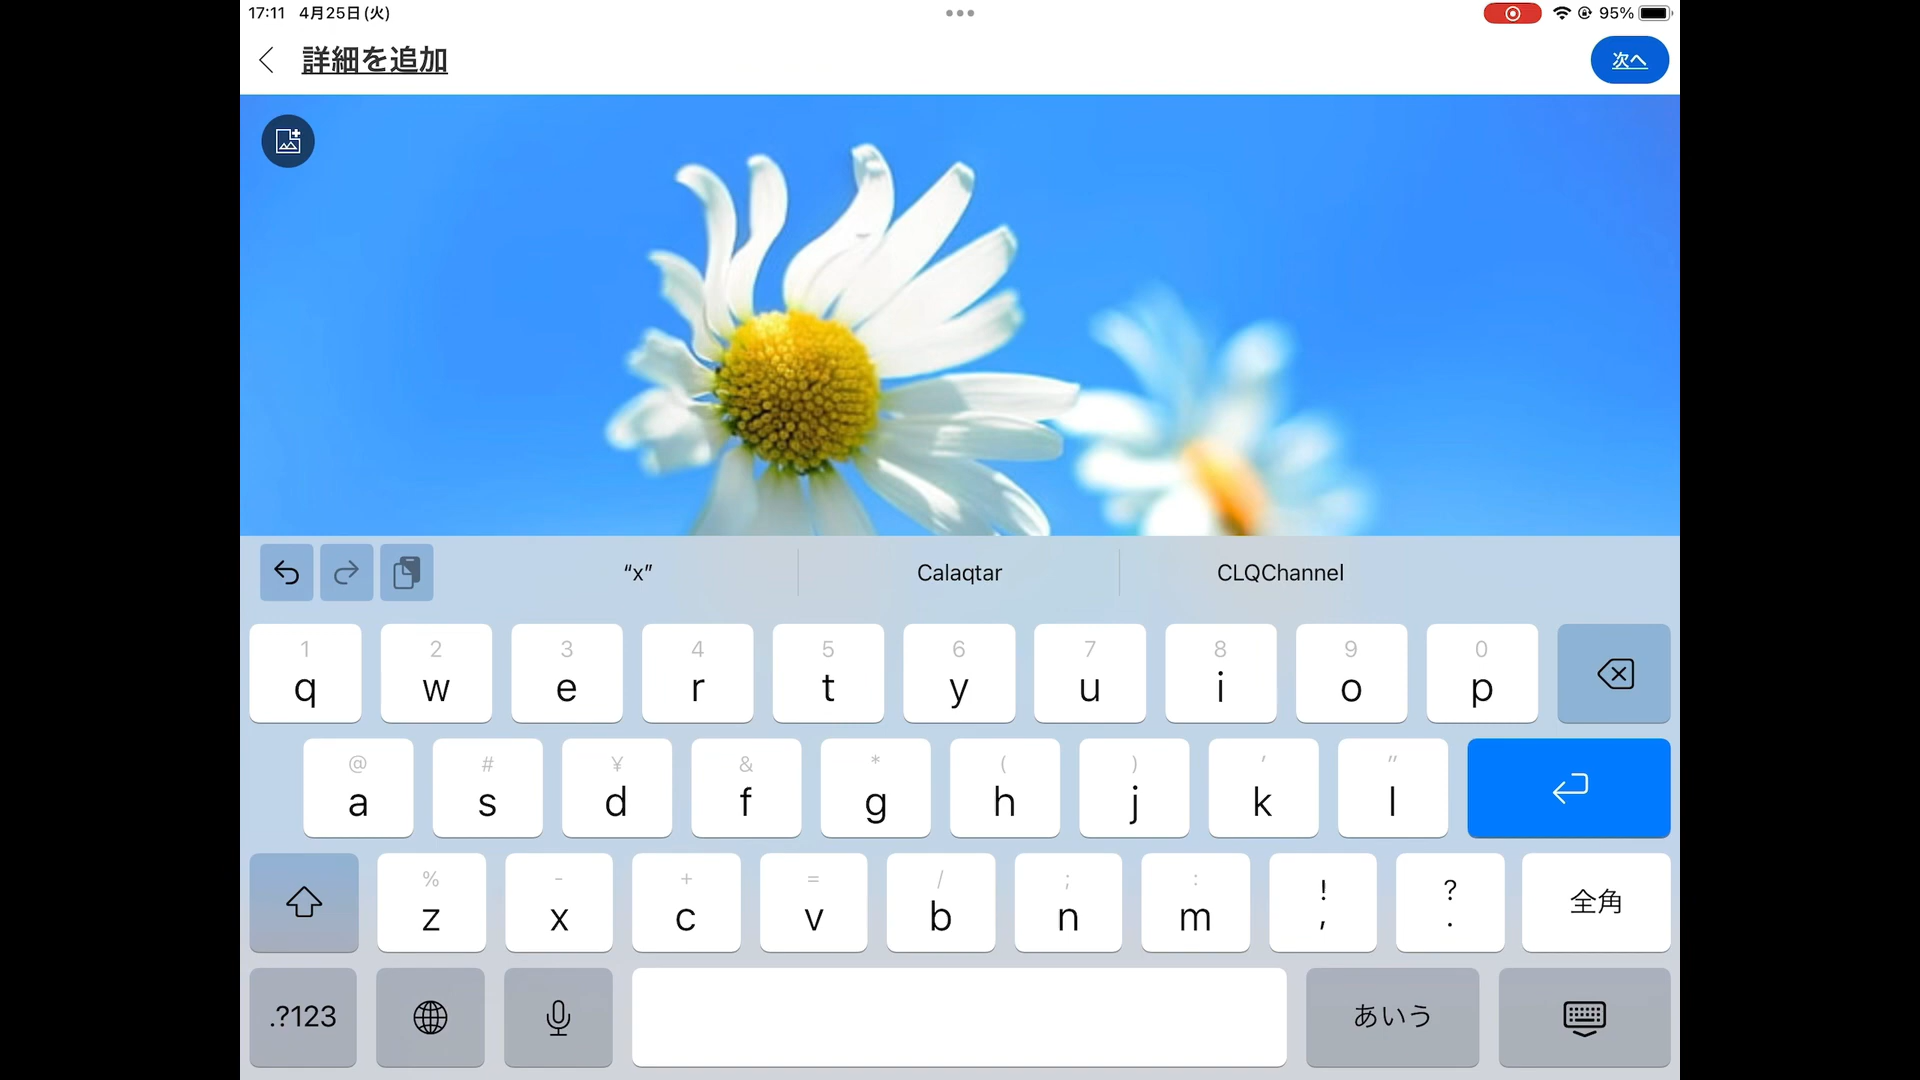 17:11 4月25日(火)
95%
詳細を追加
次へ
“x” Calaqtar CLQChannel
1 2 3 4 5 6 7 8 9 0
q w e r t y u i o p
@ # ¥ & * ( ) ′ ″
a s d f g h j k l
% - + = / ; : ! ?
z x c v b n m , . 全角
.?123 あいう